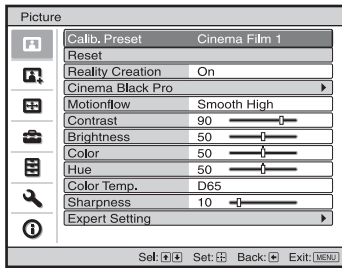 Picture
Calib. Preset Cinema Film 1
Reset
Reality Creation On
Cinema Black Pro
Motionflow Smooth High
Contrast 90
Brightness 50
Color 50
Hue 50
Color Temp. D65
Sharpness 10
Expert Setting
Sel: Set: Back: Exit: MENU